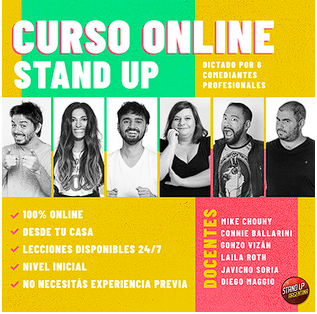 CURSO ONLINE
STAND UP
DICTADO POR 6
COMEDIANTES
PROFESIONALES
100% ONLINE
DESDE TU CASA
LECCIONES DISPONIBLES 24/7
NIVEL INICIAL
NO NECESITÁS EXPERIENCIA PREVIA
DOCENTES
MIKE CHOUHY
CONNIE BALLARINI
GONZO VIZÁN
LAILA ROTH
JAVICHO SORIA
DIEGO MAGGIO
STAND UP
ARGENTINO